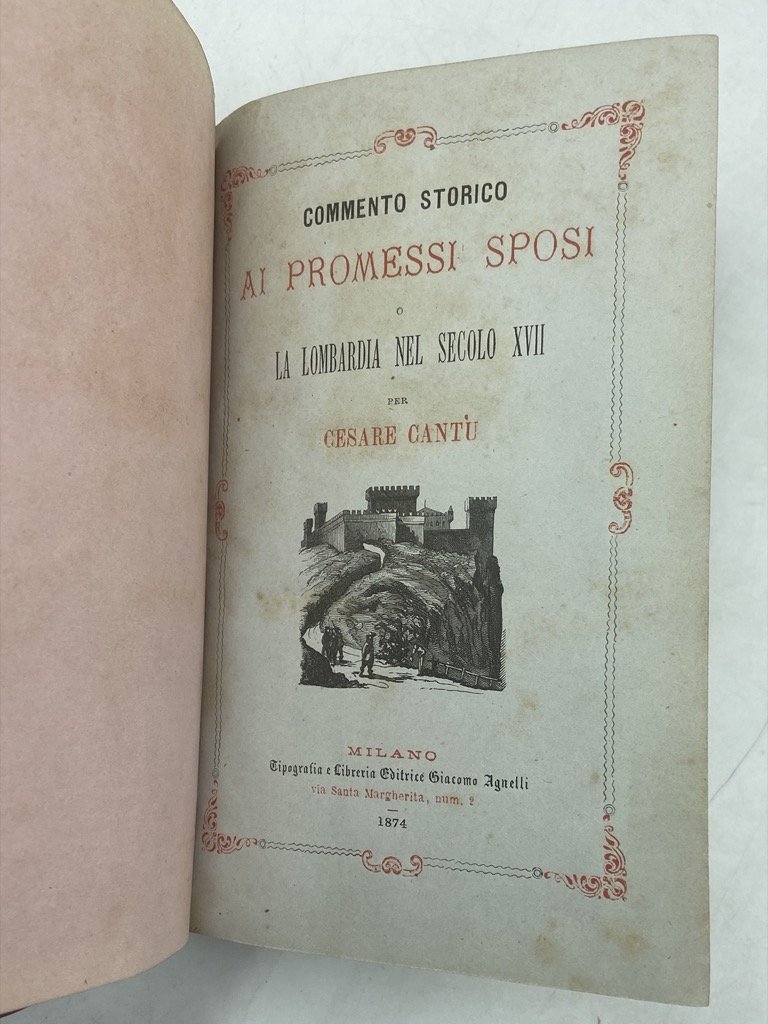 COMMENTO STORICO
AI PROMESSI SPOSI
O
LA LOMBARDIA NEL SECOLO XVII
PER
CESARE CANTÙ
MILANO
Tipografia e Libreria Editrice Giacomo Agnelli
via Santa Margherita, num. 2
1874